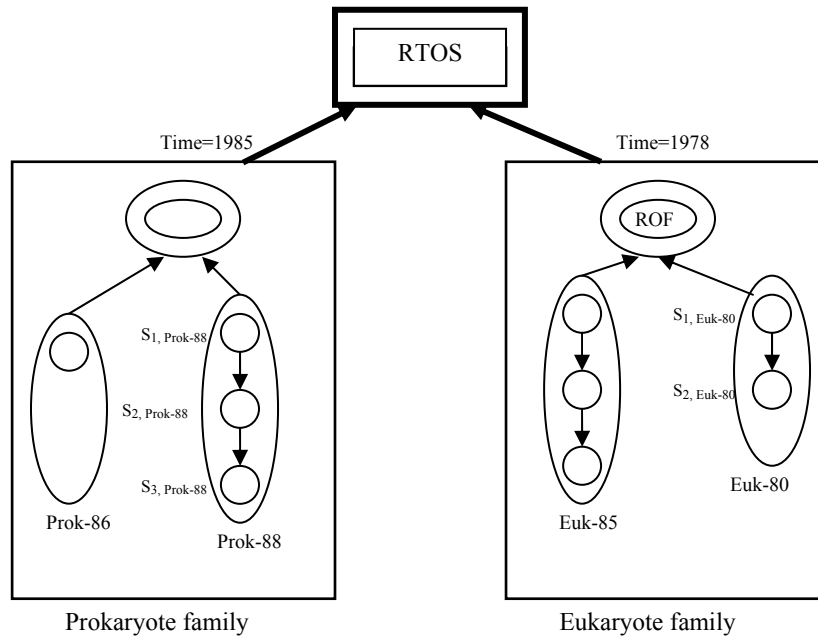 RTOS
Time=1985
Time=1978
ROF
S1, Prok-88
S2, Prok-88
S3, Prok-88
Prok-86
Prok-88
S1, Euk-80
S2, Euk-80
Euk-85
Euk-80
Prokaryote family
Eukaryote family